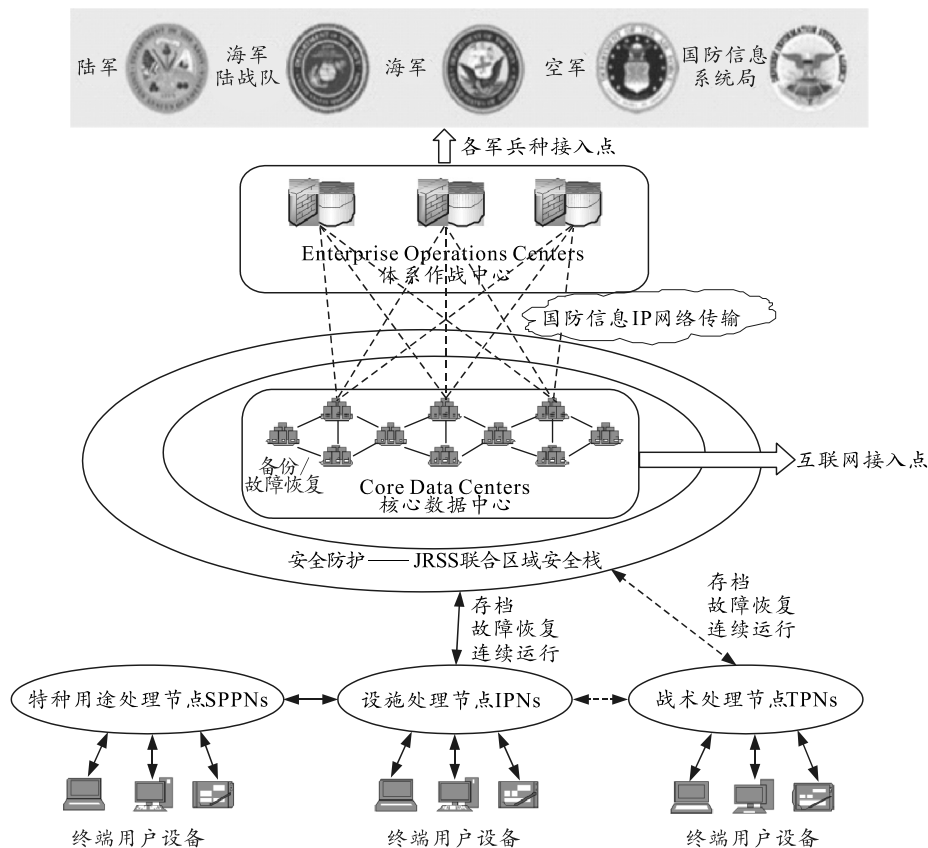 陆军
海军
陆战队
海军
空军
国防信息
系统局
各军兵种接入点
Enterprise Operations Centers
体系作战中心
国防信息IP网络传输
备份/
故障恢复
Core Data Centers
核心数据中心
互联网接入点
安全防护——JRSS联合区域安全栈
存档
故障恢复
连续运行
存档
故障恢复
连续运行
特种用途处理节点SPPNs
设施处理节点IPNs
战术处理节点TPNs
终端用户设备
终端用户设备
终端用户设备